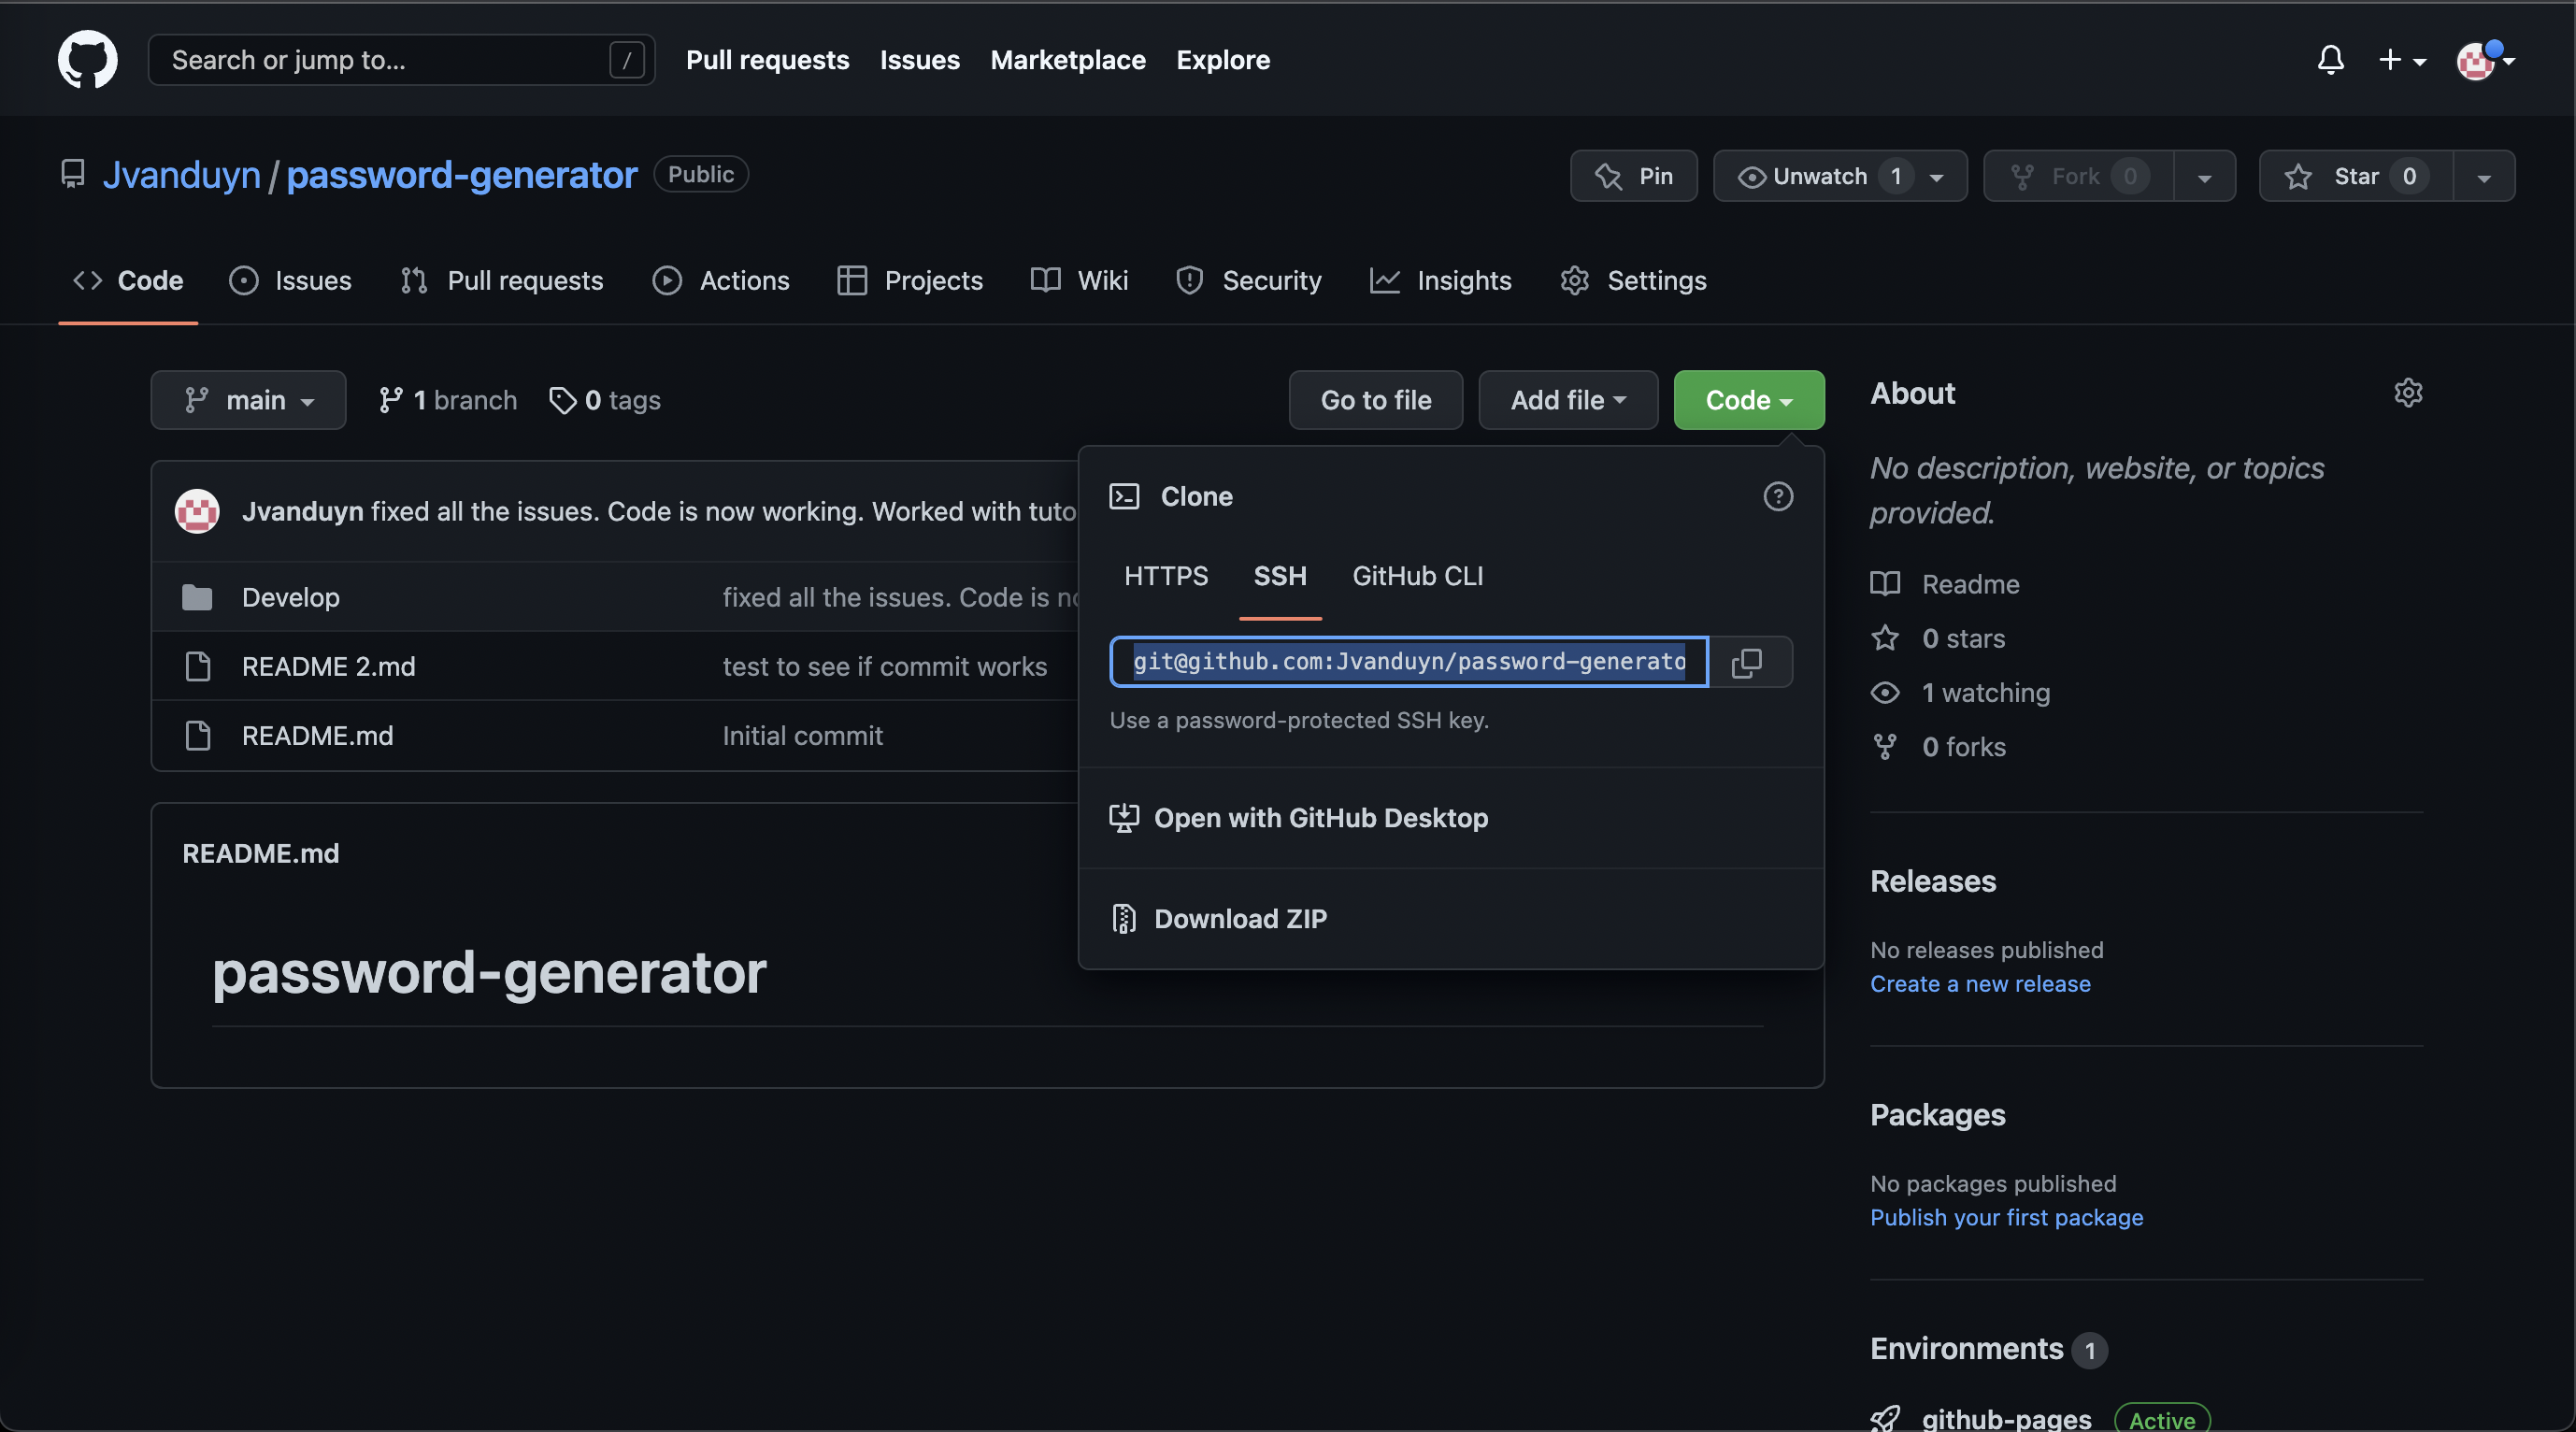 Search or jump to... /
Pull requests Issues Marketplace Explore
Jvanduyn / password-generator Public
Pin Unwatch 1 Fork 0 Star 0
Code Issues Pull requests Actions Projects Wiki Security Insights Settings
main 1 branch 0 tags
Go to file Add file Code
Jvanduyn fixed all the issues. Code is now working. Worked with tuto
Develop fixed all the issues. Code is no
README 2.md test to see if commit works
README.md Initial commit
README.md
password-generator
Clone
HTTPS SSH GitHub CLI
git@github.com:Jvanduyn/password-generato
Use a password-protected SSH key.
Open with GitHub Desktop
Download ZIP
About
No description, website, or topics
provided.
Readme
0 stars
1 watching
0 forks
Releases
No releases published
Create a new release
Packages
No packages published
Publish your first package
Environments 1
github-pages Active